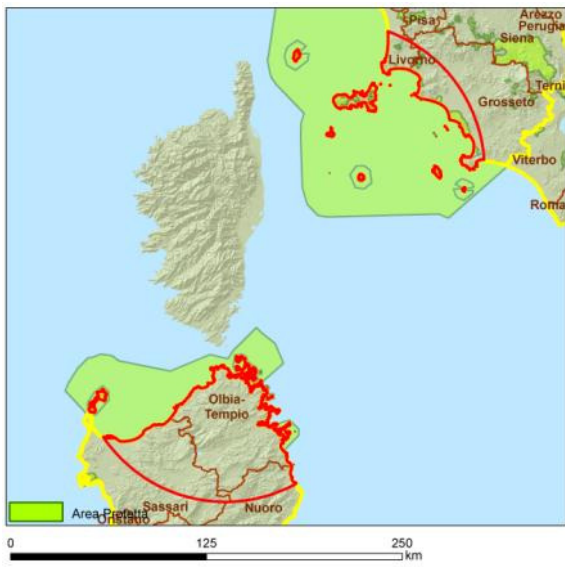 Pisa
Arezzo
Perugia
Siena
Livorno
Terni
Grosseto
Viterbo
Roma
Olbia-
Tempio
Area Protetta
Sassari
Nuoro
Oristano
0 125 250
km